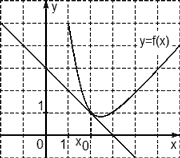 y
y=f(x)
1
0 1 x₀ x